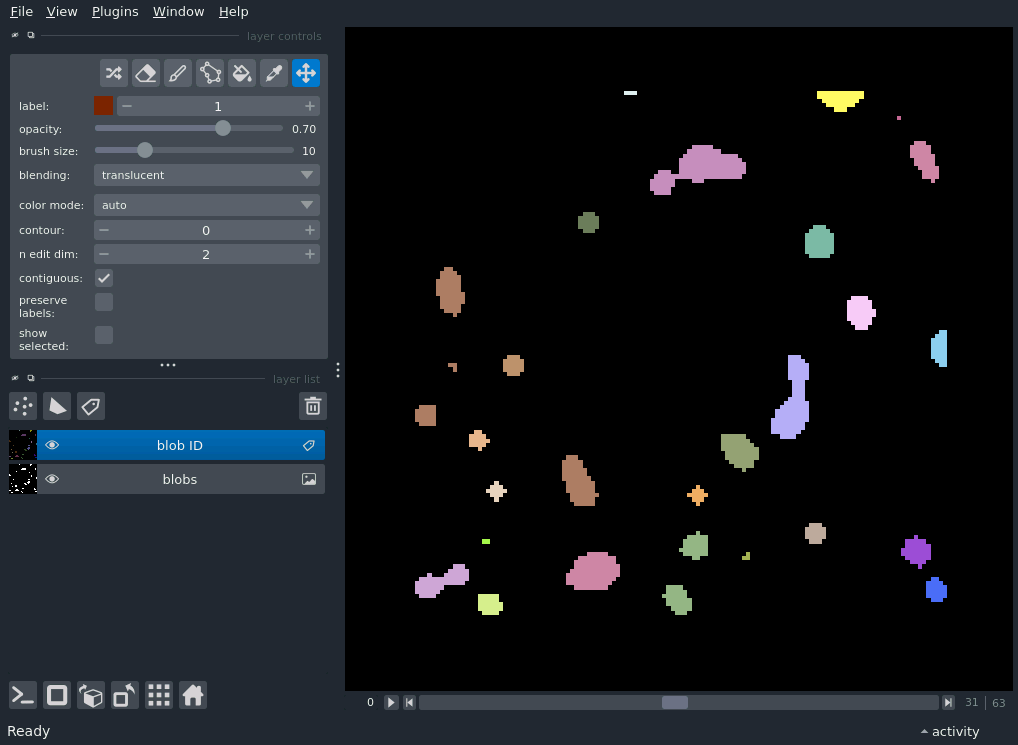 File View Plugins Window Help
layer controls
label: 1
opacity: 0.70
brush size: 10
blending: translucent
color mode: auto
contour: 0
n edit dim: 2
contiguous:
preserve
labels:
show
selected:
layer list
blob ID
blobs
0 31 | 63
Ready activity